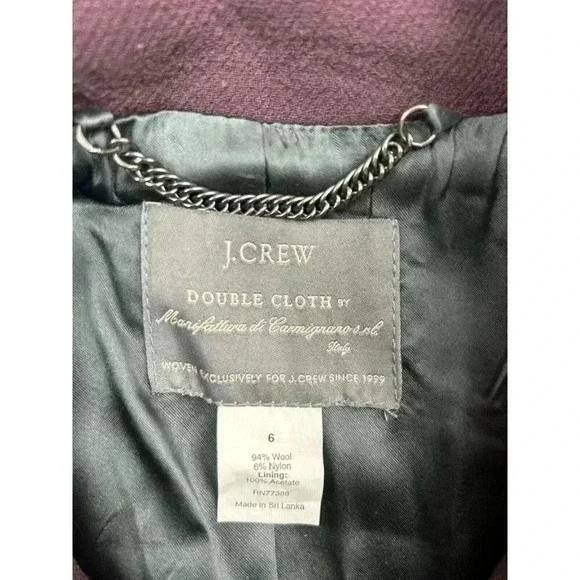 J.CREW
DOUBLE CLOTH BY
Manifattura di Carmignano s.r.l.
Italy
WOVEN EXCLUSIVELY FOR J.CREW SINCE 1999
6
94% Wool
6% Nylon
Lining:
100% Acetate
RN77388
Made in Sri Lanka